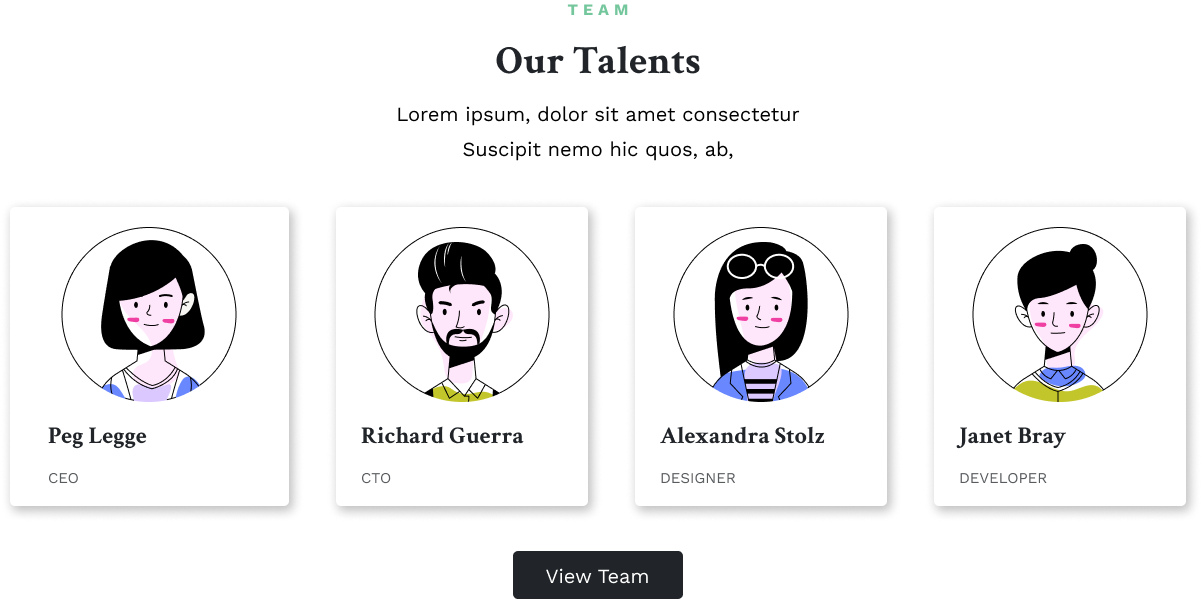 TEAM
Our Talents
Lorem ipsum, dolor sit amet consectetur
Suscipit nemo hic quos, ab,
Peg Legge
CEO
Richard Guerra
CTO
Alexandra Stolz
DESIGNER
Janet Bray
DEVELOPER
View Team